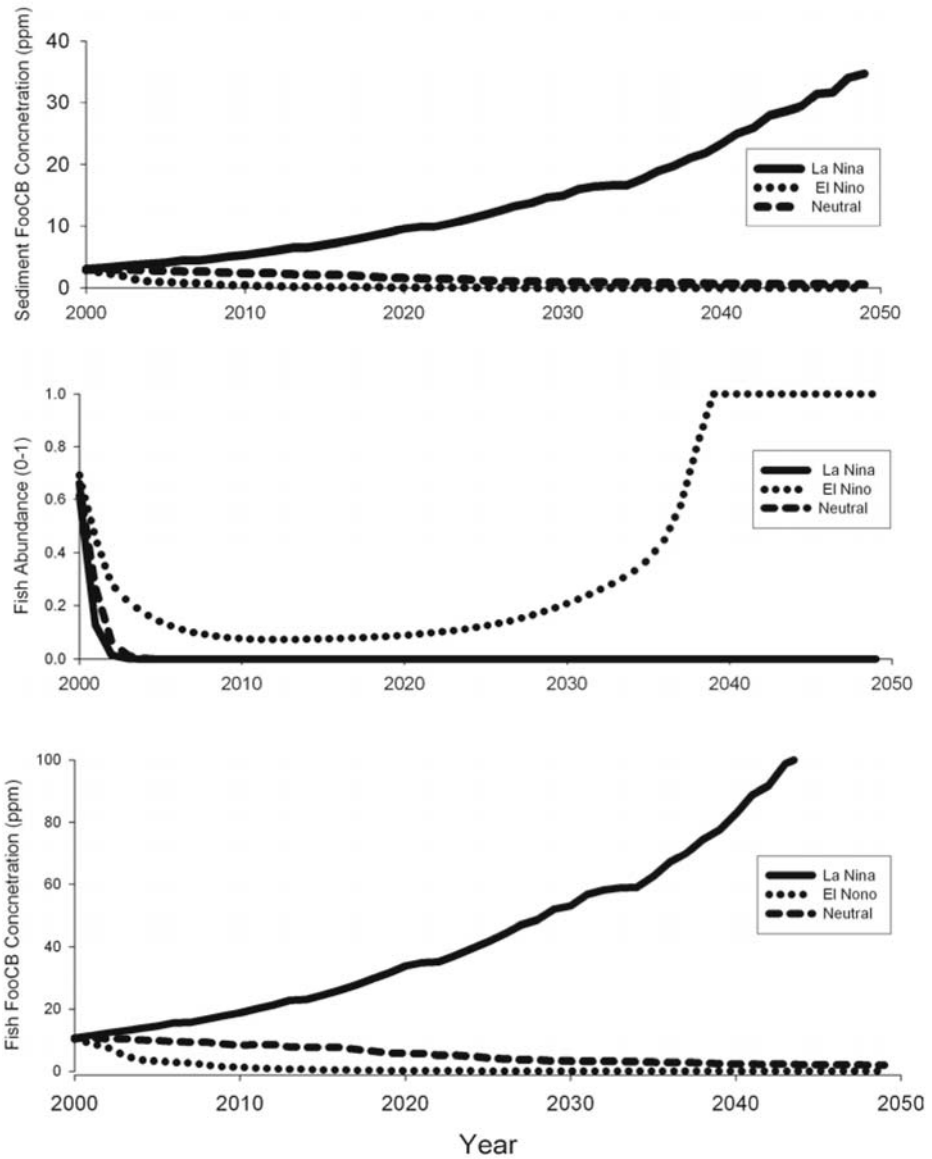 Sediment FooCB Concnetration (ppm)
40
30
20
10
0
2000 2010 2020 2030 2040 2050
La Nina
El Nino
Neutral
Fish Abundance (0-1)
1.0
0.8
0.6
0.4
0.2
0.0
2000 2010 2020 2030 2040 2050
La Nina
El Nino
Neutral
Fish FooCB Concnetration (ppm)
100
80
60
40
20
0
2000 2010 2020 2030 2040 2050
La Nina
El Nono
Neutral
Year